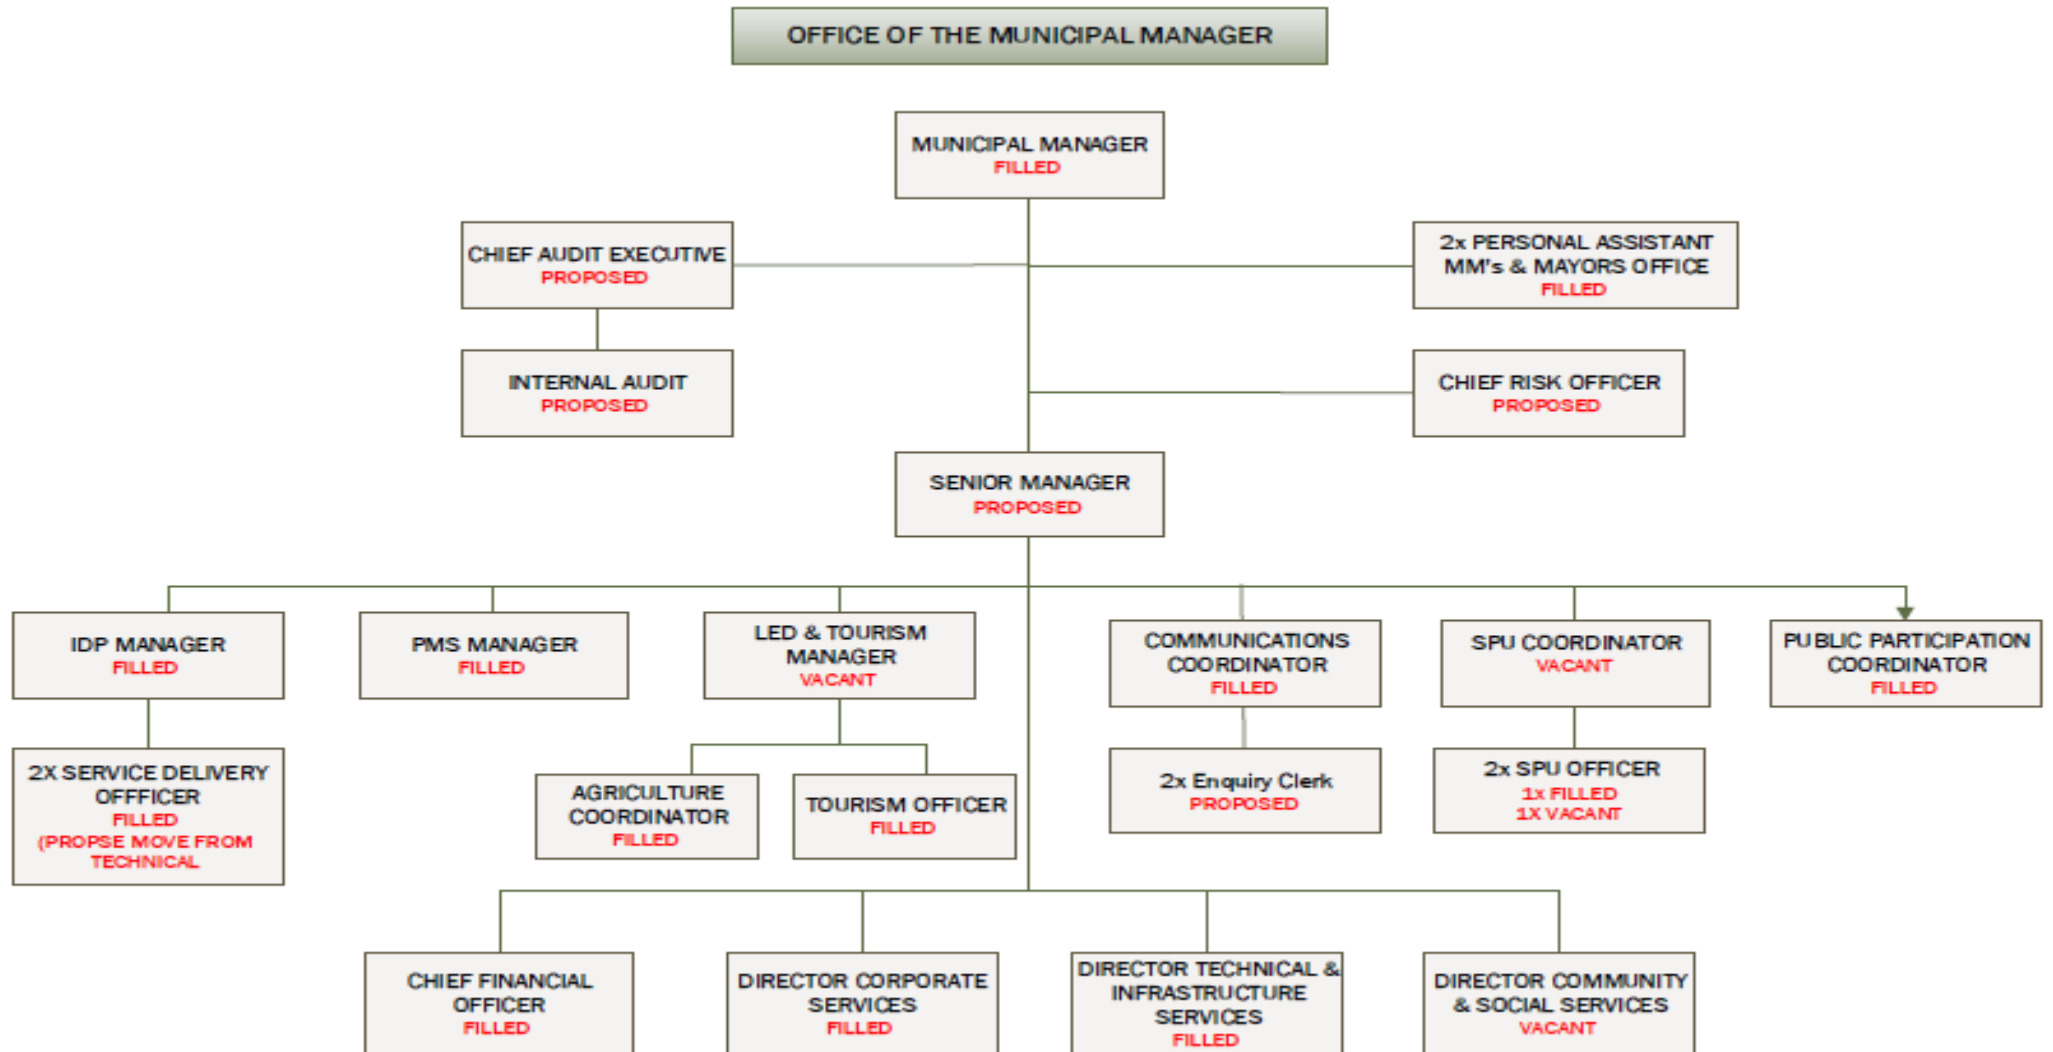 OFFICE OF THE MUNICIPAL MANAGER
MUNICIPAL MANAGER
FILLED
CHIEF AUDIT EXECUTIVE
PROPOSED
2x PERSONAL ASSISTANT
MM's & MAYORS OFFICE
FILLED
INTERNAL AUDIT
PROPOSED
CHIEF RISK OFFICER
PROPOSED
SENIOR MANAGER
PROPOSED
IDP MANAGER
FILLED
PMS MANAGER
FILLED
LED & TOURISM
MANAGER
VACANT
COMMUNICATIONS
COORDINATOR
FILLED
SPU COORDINATOR
VACANT
PUBLIC PARTICIPATION
COORDINATOR
FILLED
2X SERVICE DELIVERY
OFFFICER
FILLED
(PROPSE MOVE FROM
TECHNICAL
AGRICULTURE
COORDINATOR
FILLED
TOURISM OFFICER
FILLED
2x Enquiry Clerk
PROPOSED
2x SPU OFFICER
1x FILLED
1X VACANT
CHIEF FINANCIAL
OFFICER
FILLED
DIRECTOR CORPORATE
SERVICES
FILLED
DIRECTOR TECHNICAL &
INFRASTRUCTURE
SERVICES
FILLED
DIRECTOR COMMUNITY
& SOCIAL SERVICES
VACANT